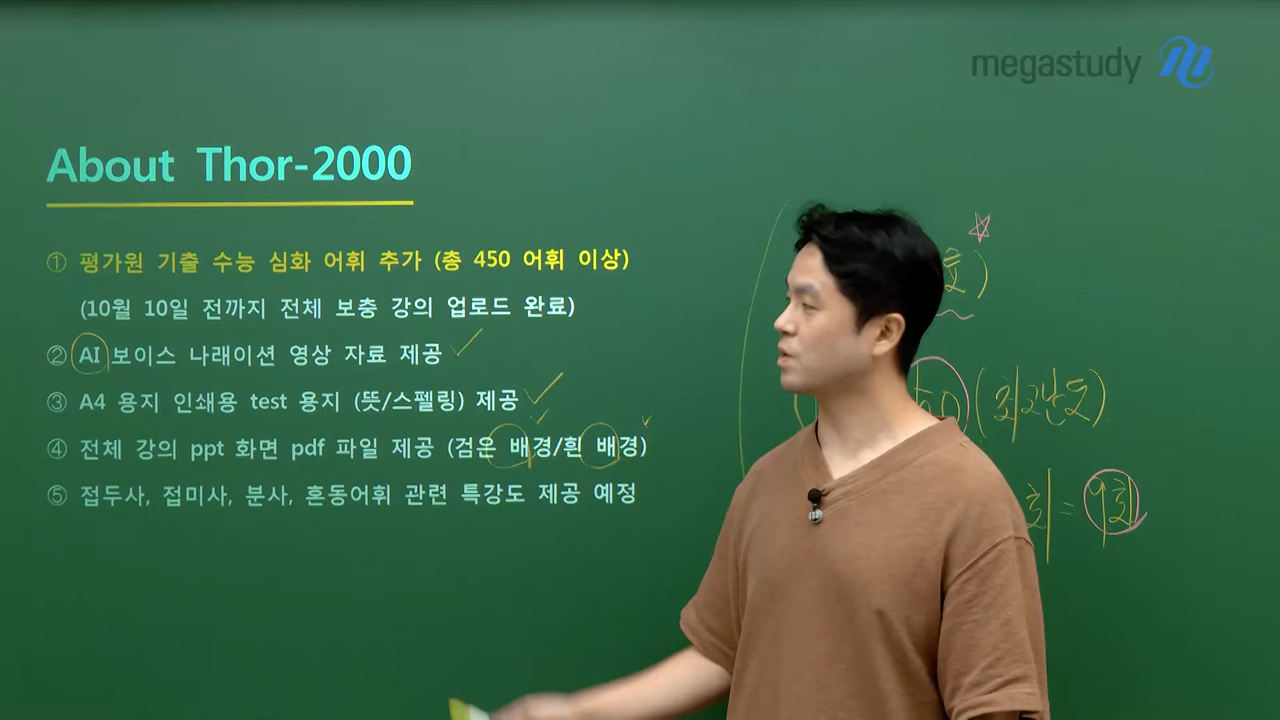 megastudy
About Thor-2000
① 평가원 기출 수능 심화 어휘 추가 (총 450 어휘 이상)
(10월 10일 전까지 전체 보충 강의 업로드 완료)
② AI 보이스 나래이션 영상 자료 제공
③ A4 용지 인쇄용 test 용지 (뜻/스펠링) 제공
④ 전체 강의 ppt 화면 pdf 파일 제공 (검은 배경/흰 배경)
⑤ 접두사, 접미사, 분사, 혼동어휘 관련 특강도 제공 예정
(최고난도)
= 9회